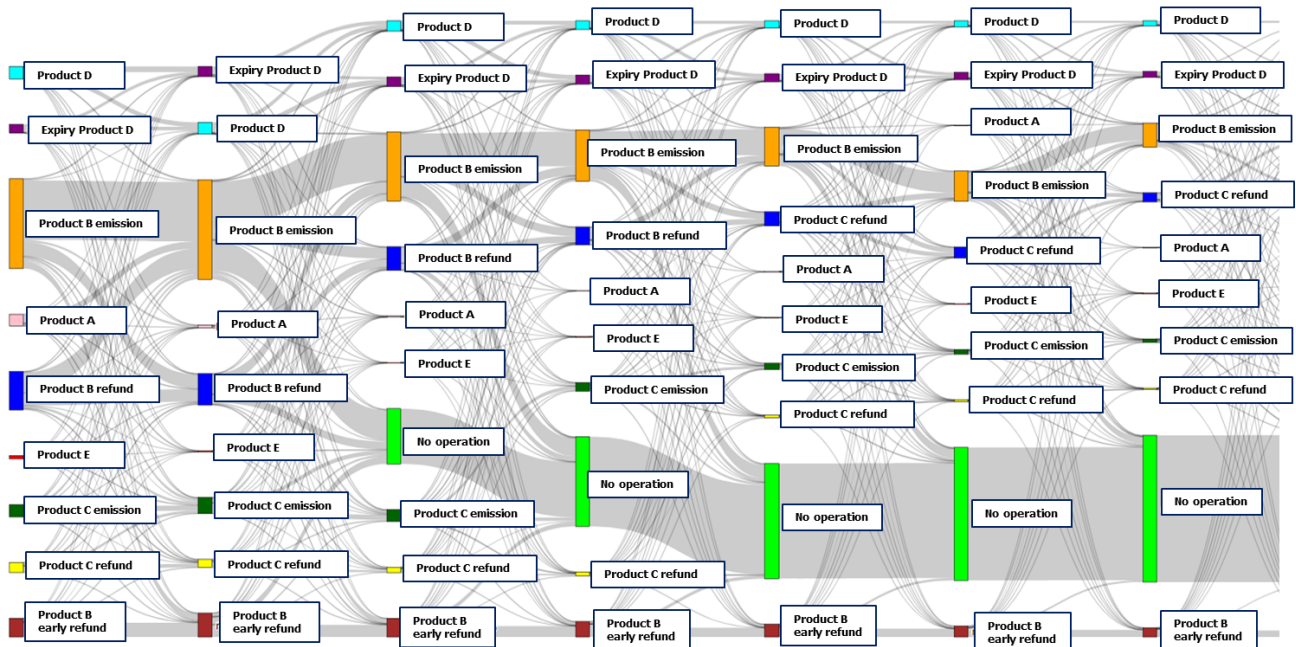 Product D
Expiry Product D
Product B emission
Product A
Product B refund
Product E
Product C emission
Product C refund
Product B
early refund
Expiry Product D
Product D
Product B emission
Product A
Product B refund
Product E
Product C emission
Product C refund
Product B
early refund
Product D
Expiry Product D
Product B emission
Product B refund
Product A
Product E
No operation
Product C emission
Product C refund
Product B
early refund
Product D
Expiry Product D
Product B emission
Product B refund
Product A
Product E
Product C emission
No operation
Product C refund
Product B
early refund
Product D
Expiry Product D
Product B emission
Product C refund
Product A
Product E
Product C emission
Product C refund
No operation
Product B
early refund
Product D
Expiry Product D
Product A
Product B emission
Product C refund
Product E
Product C emission
Product C refund
No operation
Product B
early refund
Product D
Expiry Product D
Product B emission
Product C refund
Product A
Product E
Product C emission
Product C refund
No operation
Product B
early refund